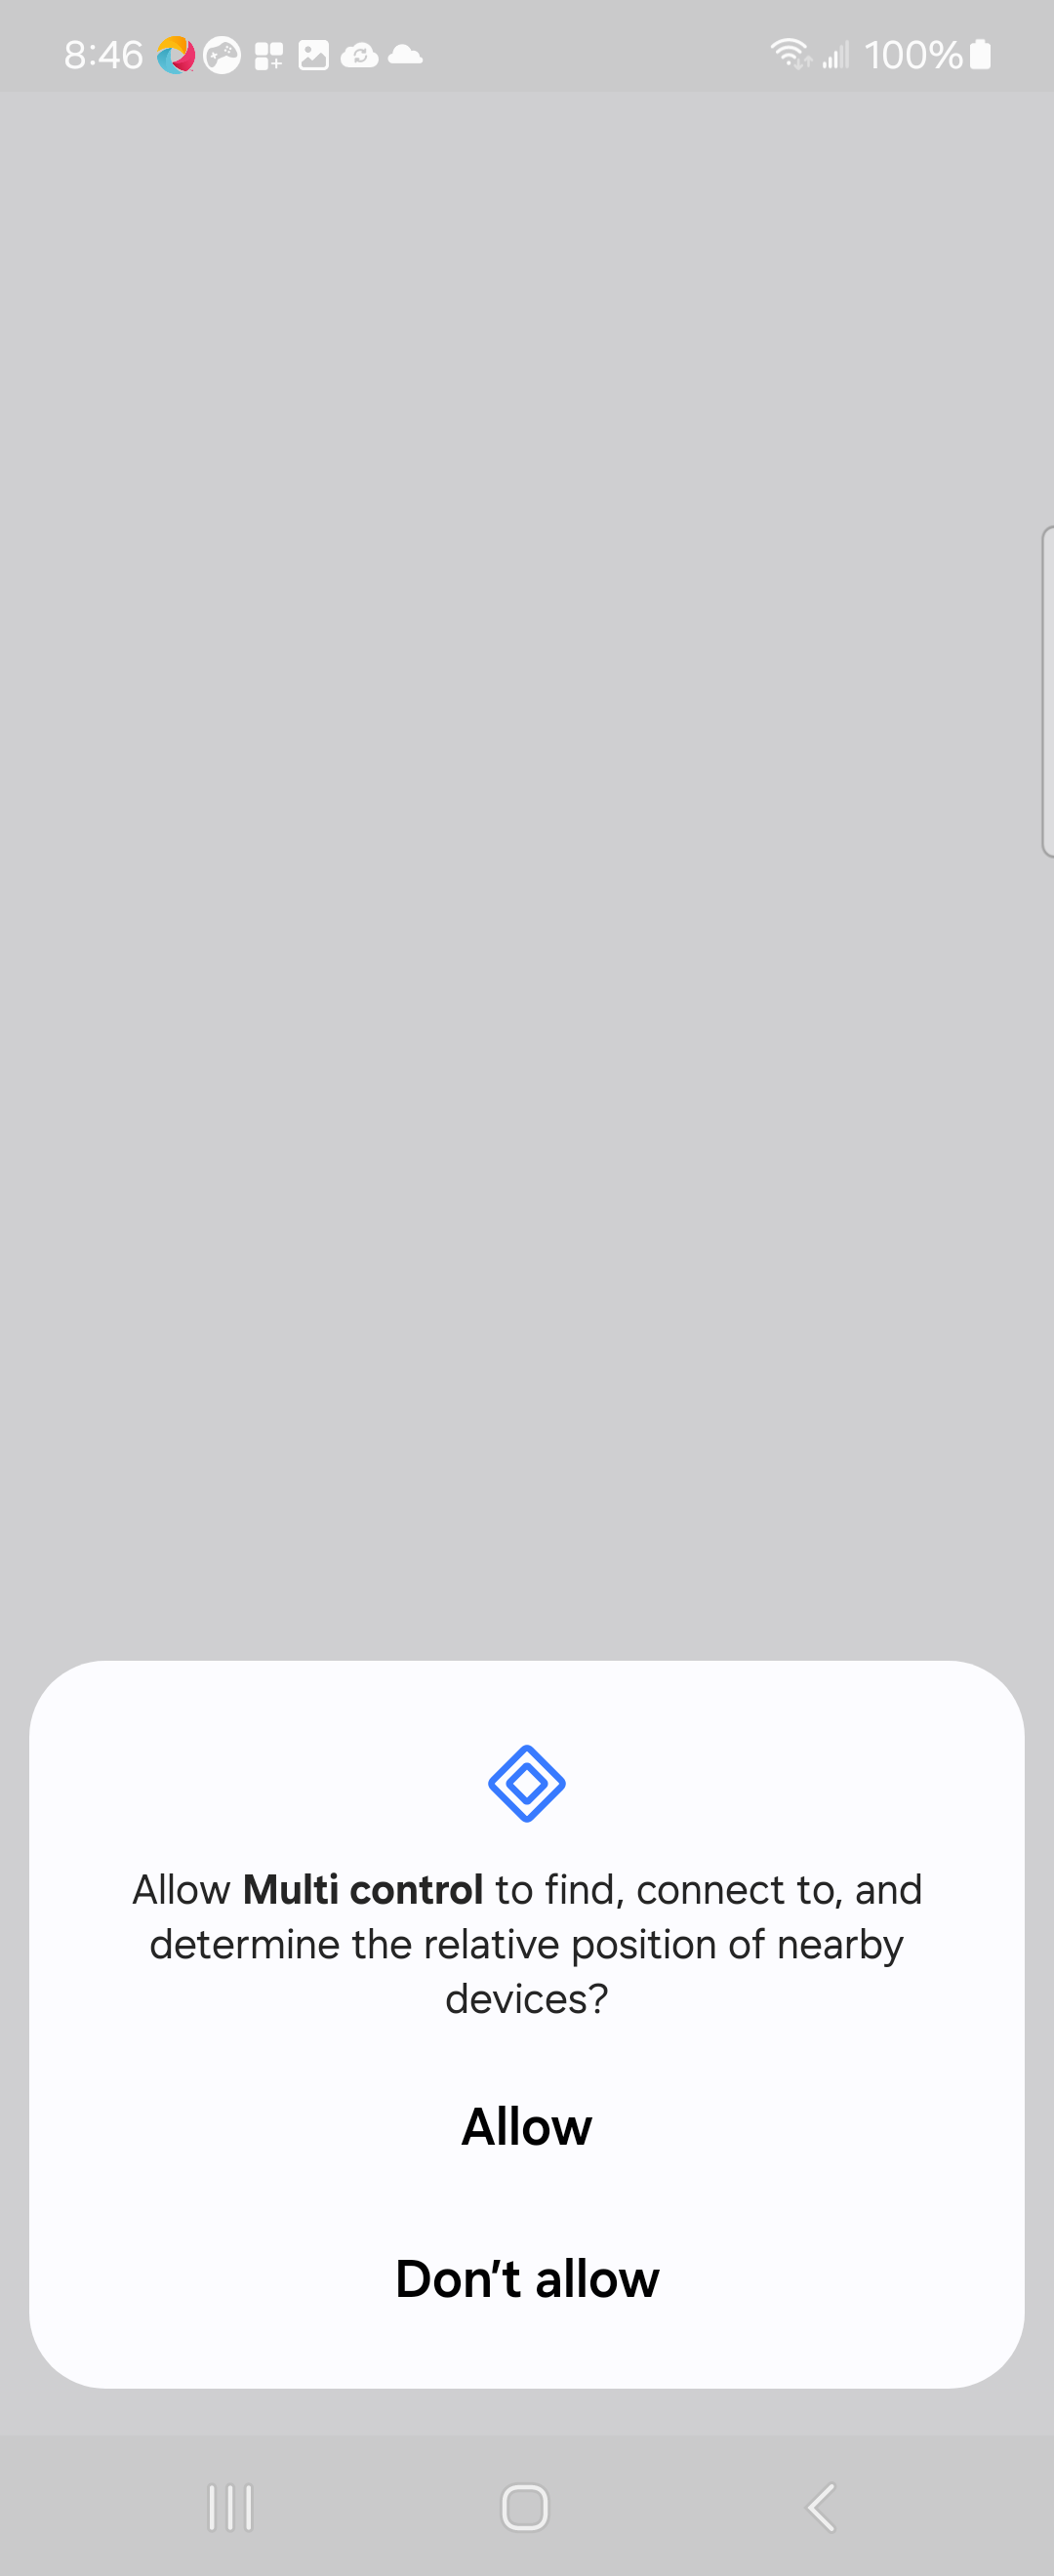 8:46 100%
Allow Multi control to find, connect to, and
determine the relative position of nearby
devices?
Allow
Don’t allow